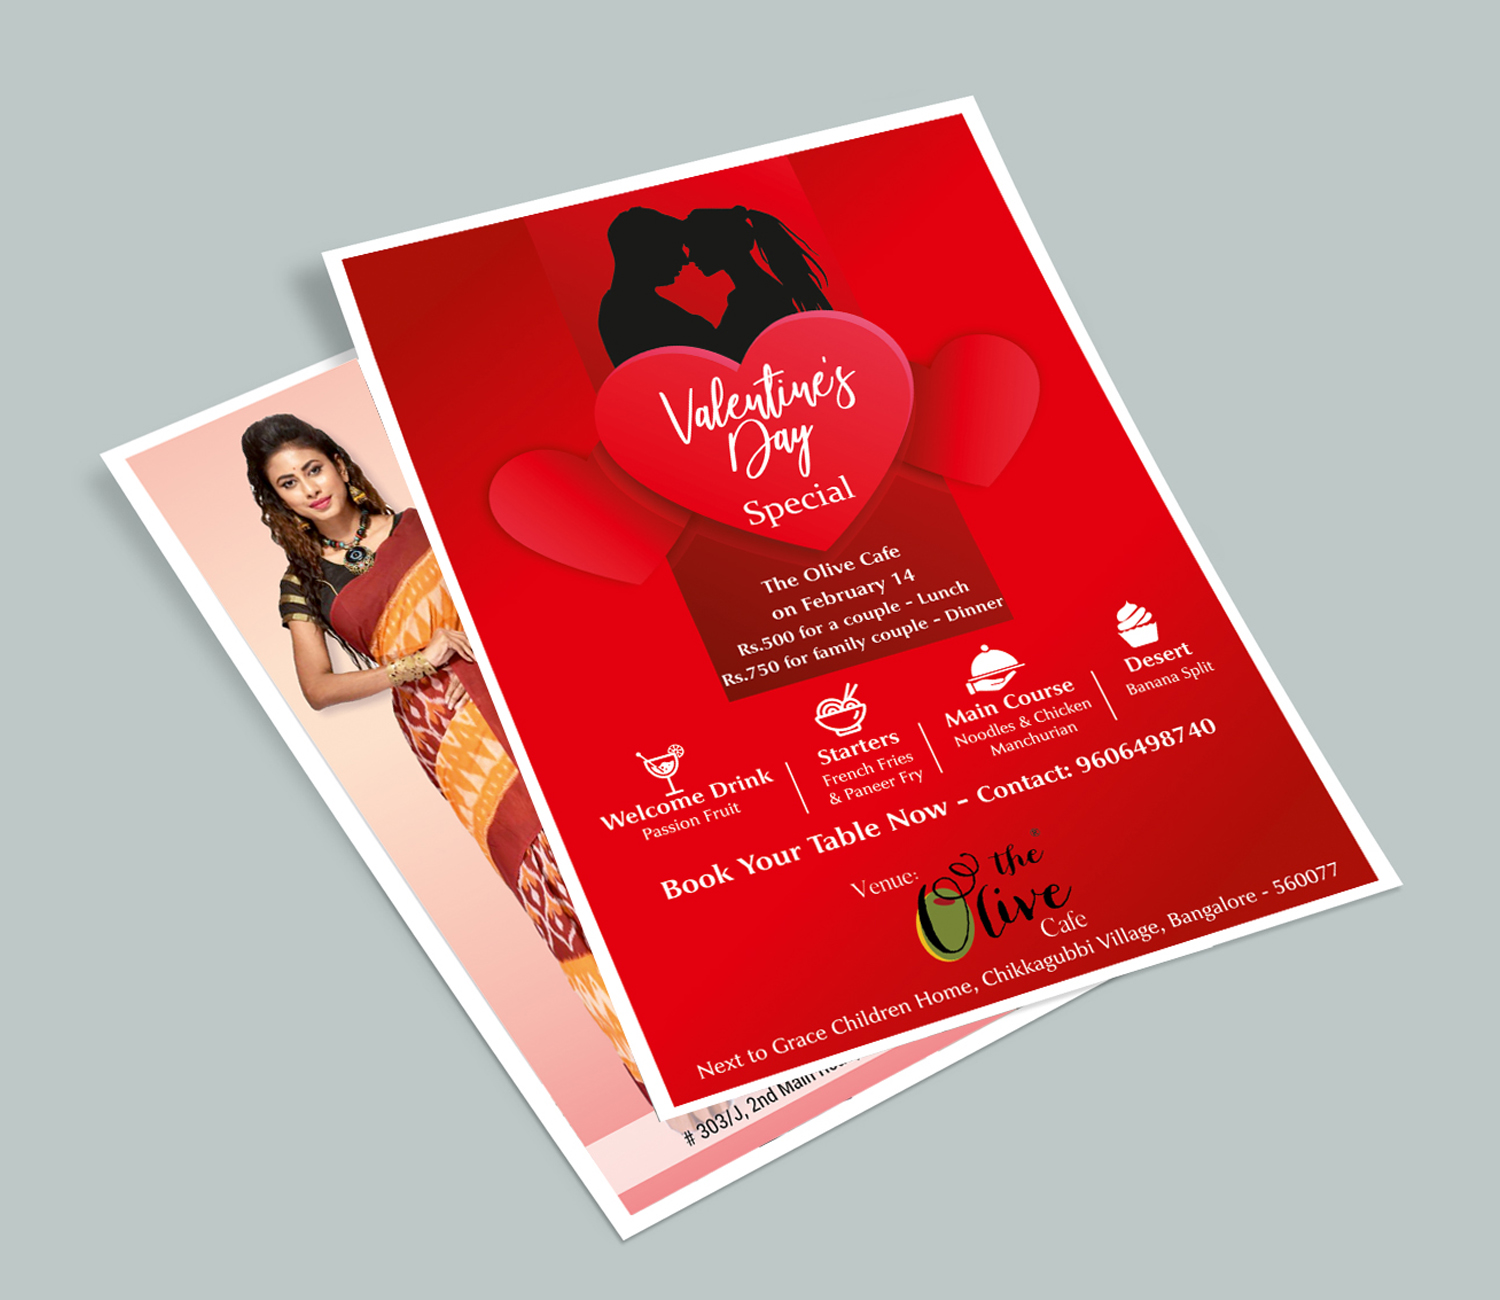 Valentine's
Day
Special
The Olive Cafe
on February 14
Rs.500 for a couple - Lunch
Rs.750 for family couple - Dinner
Welcome Drink
Passion Fruit
Starters
French Fries
& Paneer Fry
Main Course
Noodles & Chicken
Manchurian
Desert
Banana Split
Book Your Table Now - Contact: 9606498740
Venue:
the
Olive
Cafe
Next to Grace Children Home, Chikkagubbi Village, Bangalore - 560077
# 303/J, 2nd Main